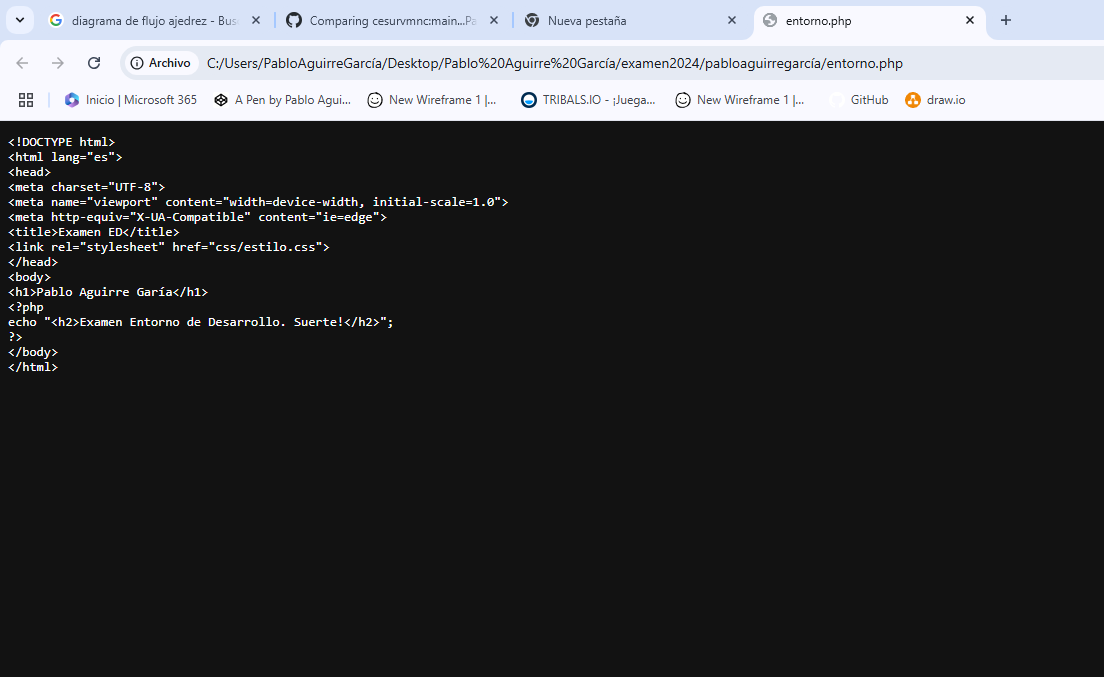 diagrama de flujo ajedrez - Bus
Comparing cesurvmnc:main...Pa
Nueva pestaña
entorno.php
Archivo
C:/Users/PabloAguirreGarcía/Desktop/Pablo%20Aguirre%20García/examen2024/pabloaguirregarcía/entorno.php
Inicio | Microsoft 365
A Pen by Pablo Agui...
New Wireframe 1 |...
TRIBALS.IO - ¡Juega...
New Wireframe 1 |...
GitHub
draw.io
<!DOCTYPE html>
<html lang="es">
<head>
<meta charset="UTF-8">
<meta name="viewport" content="width=device-width, initial-scale=1.0">
<meta http-equiv="X-UA-Compatible" content="ie=edge">
<title>Examen ED</title>
<link rel="stylesheet" href="css/estilo.css">
</head>
<body>
<h1>Pablo Aguirre Garía</h1>
<?php
echo "<h2>Examen Entorno de Desarrollo. Suerte!</h2>";
?>
</body>
</html>